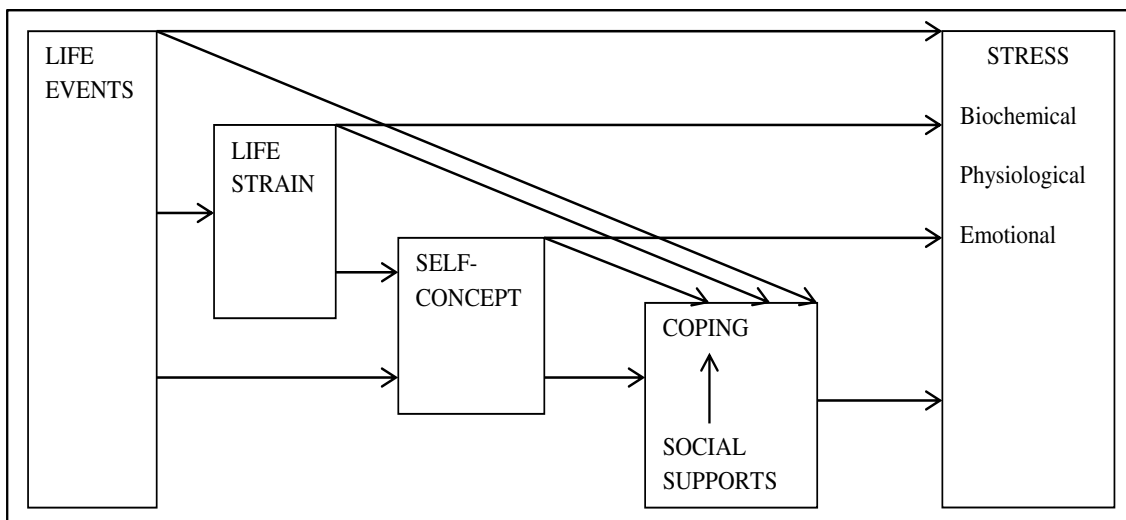 LIFE
EVENTS
LIFE
STRAIN
SELF-
CONCEPT
COPING
SOCIAL
SUPPORTS
STRESS
Biochemical
Physiological
Emotional